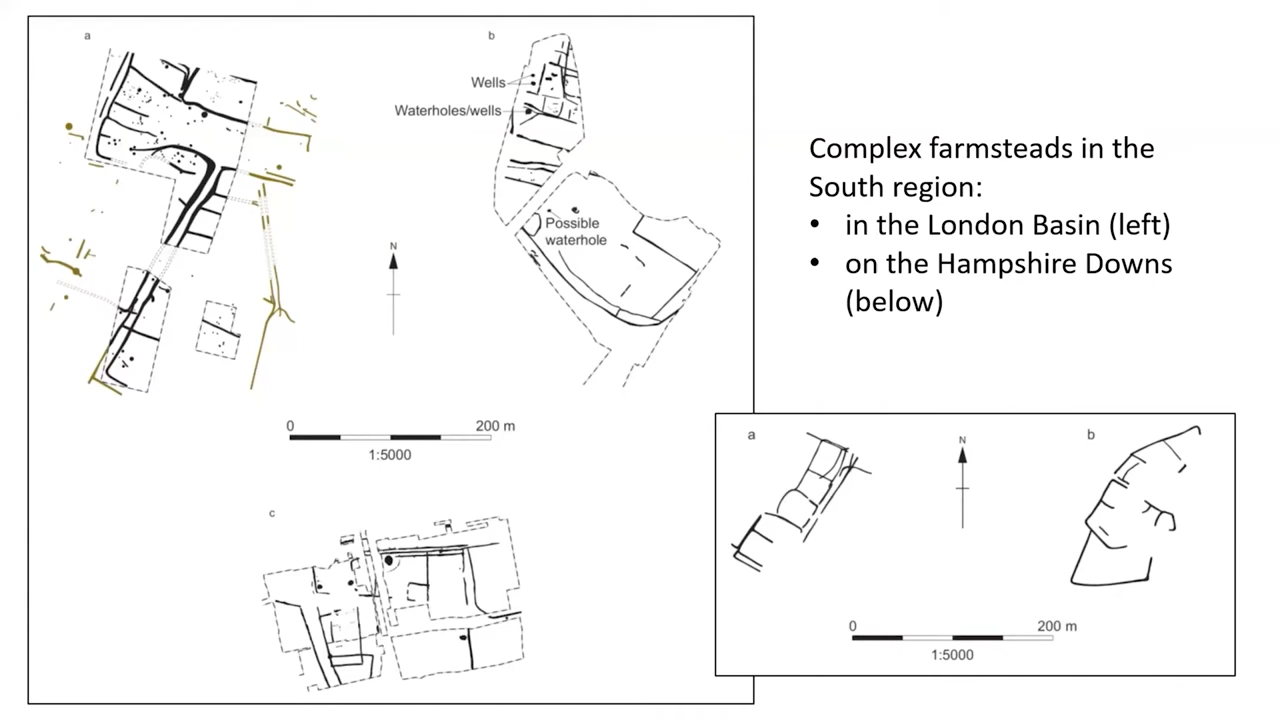 a
b
Wells
Waterholes/wells
Possible
waterhole
N
0 200 m
1:5000
c
Complex farmsteads in the
South region:
• in the London Basin (left)
• on the Hampshire Downs
(below)
a
N
b
0 200 m
1:5000